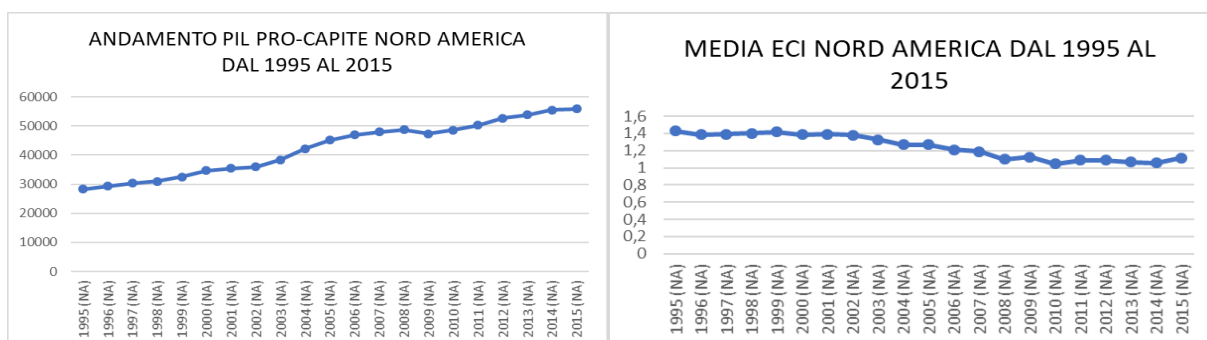 ANDAMENTO PIL PRO-CAPITE NORD AMERICA
DAL 1995 AL 2015
60000
50000
40000
30000
20000
10000
0
1995 (NA)
1996 (NA)
1997 (NA)
1998 (NA)
1999 (NA)
2000 (NA)
2001 (NA)
2002 (NA)
2003 (NA)
2004 (NA)
2005 (NA)
2006 (NA)
2007 (NA)
2008 (NA)
2009 (NA)
2010 (NA)
2011 (NA)
2012 (NA)
2013 (NA)
2014 (NA)
2015 (NA)
MEDIA ECI NORD AMERICA DAL 1995 AL
2015
1,6
1,4
1,2
1
0,8
0,6
0,4
0,2
0
1995 (NA)
1996 (NA)
1997 (NA)
1998 (NA)
1999 (NA)
2000 (NA)
2001 (NA)
2002 (NA)
2003 (NA)
2004 (NA)
2005 (NA)
2006 (NA)
2007 (NA)
2008 (NA)
2009 (NA)
2010 (NA)
2011 (NA)
2012 (NA)
2013 (NA)
2014 (NA)
2015 (NA)